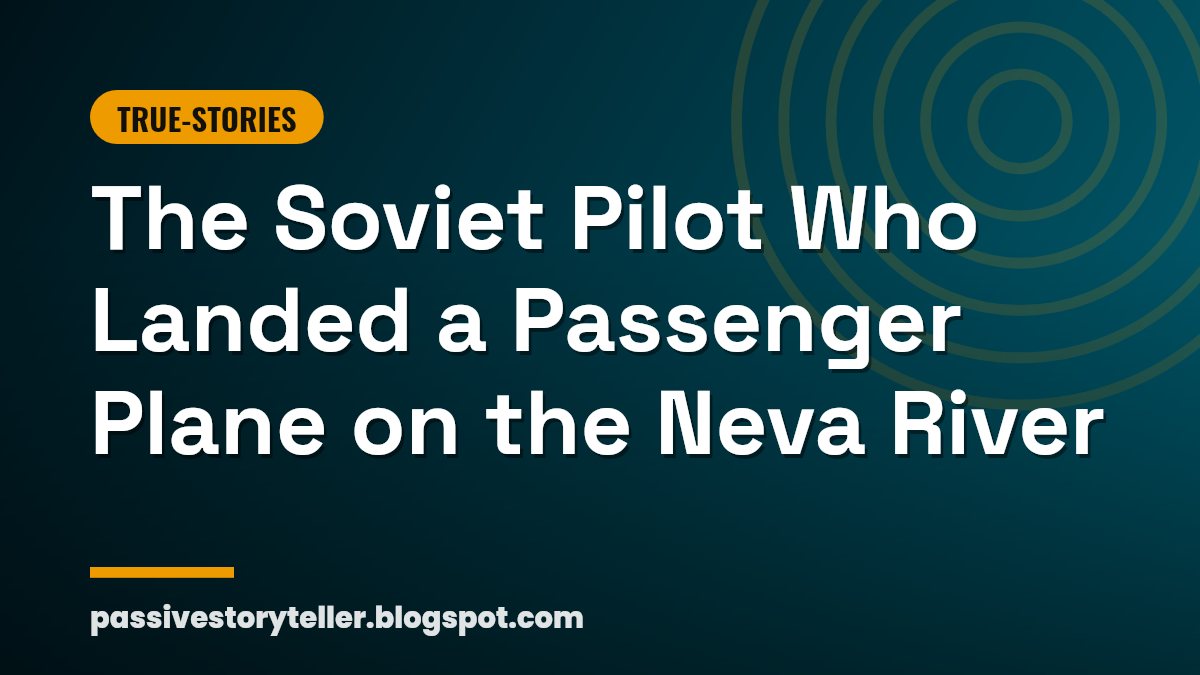 TRUE-STORIES
The Soviet Pilot Who
Landed a Passenger
Plane on the Neva River
passivestoryteller.blogspot.com